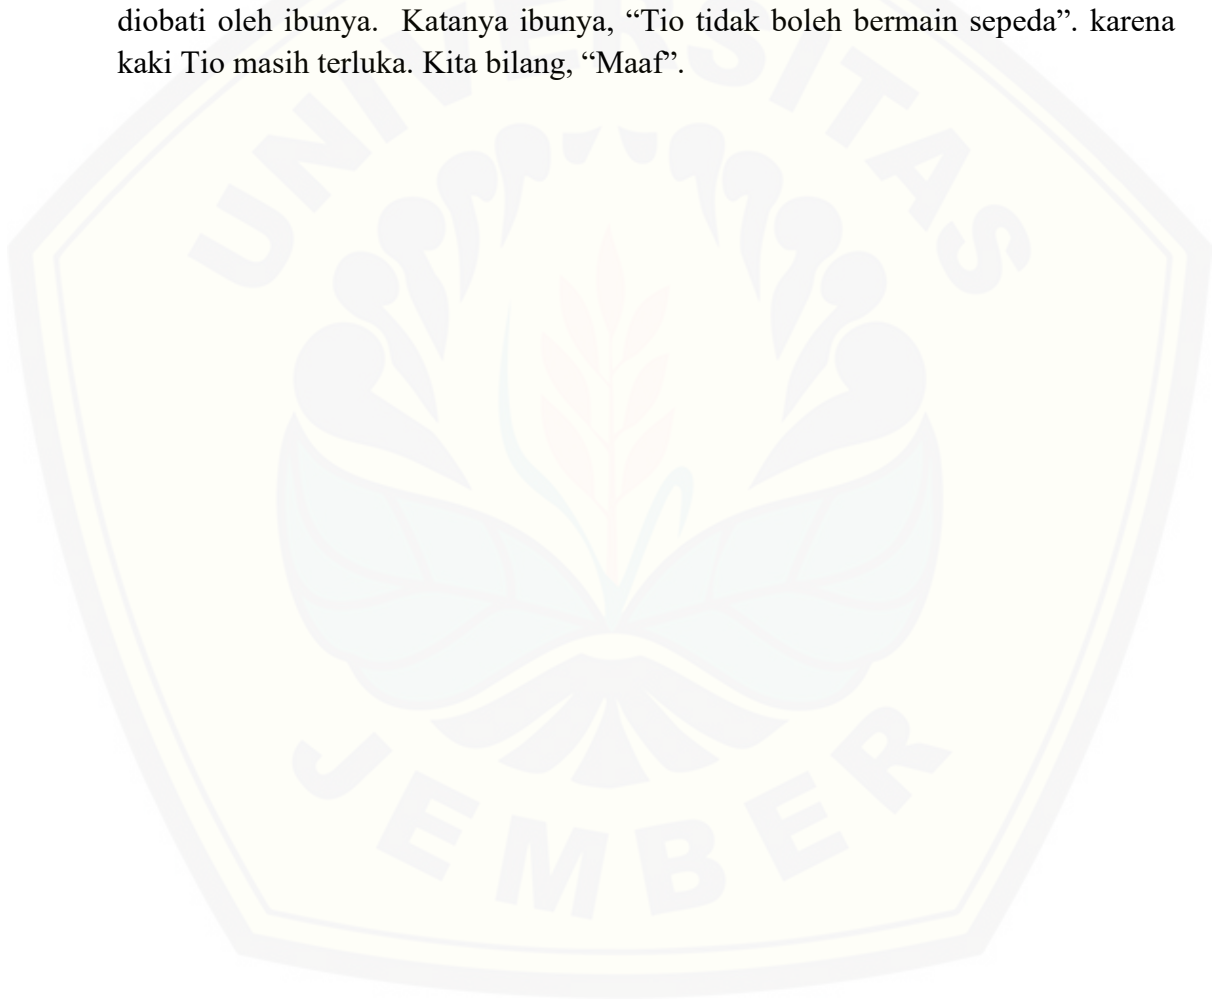 diobati oleh ibunya.  Katanya ibunya, “Tio tidak boleh bermain sepeda”. karena
kaki Tio masih terluka. Kita bilang, “Maaf”.
UNIVERSITAS
JEMBER